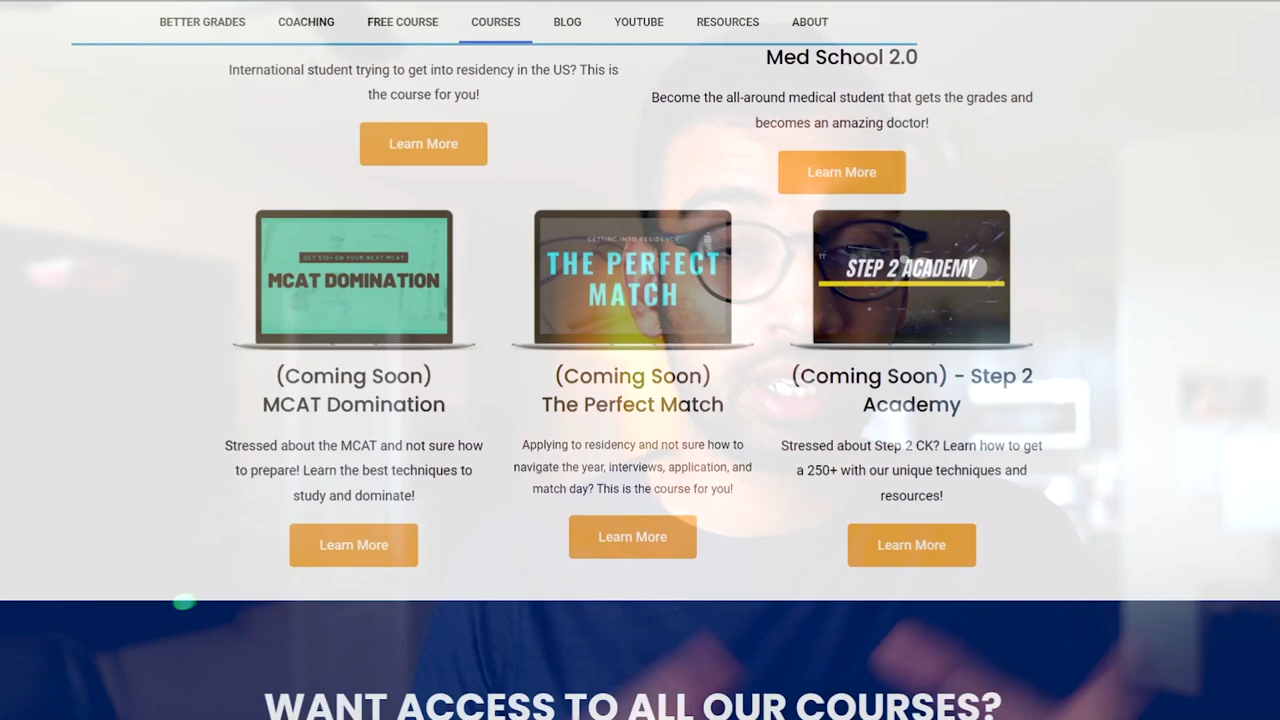 BETTER GRADES COACHING FREE COURSE COURSES BLOG YOUTUBE RESOURCES ABOUT
International student trying to get into residency in the US? This is
the course for you!
Learn More
Med School 2.0
Become the all-around medical student that gets the grades and
becomes an amazing doctor!
Learn More
GET 510+ ON YOUR NEXT MCAT
MCAT DOMINATION
(Coming Soon)
MCAT Domination
Stressed about the MCAT and not sure how
to prepare! Learn the best techniques to
study and dominate!
Learn More
GETTING INTO RESIDENCY
THE PERFECT
MATCH
(Coming Soon)
The Perfect Match
Applying to residency and not sure how to
navigate the year, interviews, application, and
match day? This is the course for you!
Learn More
STEP 2 ACADEMY
(Coming Soon) - Step 2
Academy
Stressed about Step 2 CK? Learn how to get
a 250+ with our unique techniques and
resources!
Learn More
WANT ACCESS TO ALL OUR COURSES?